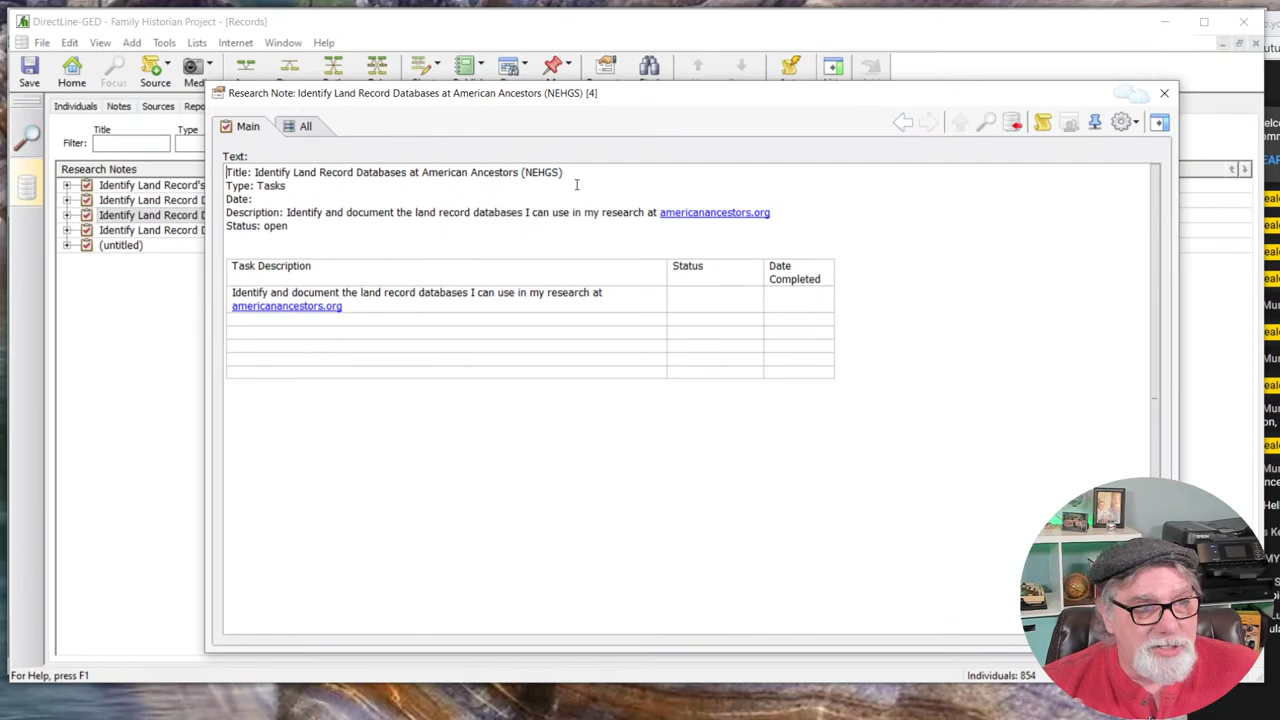 DirectLine-GED - Family Historian Project - [Records]
File Edit View Add Tools Lists Internet Window Help
Save Home Focus Source
Individuals Notes Sources
Title Type
Filter:
Research Notes
Identify Land Record's
Identify Land Record D
Identify Land Record D
Identify Land Record D
(untitled)
Research Note: Identify Land Record Databases at American Ancestors (NEHGS) [4]
Main All
Text:
Title: Identify Land Record Databases at American Ancestors (NEHGS)
Type: Tasks
Date:
Description: Identify and document the land record databases I can use in my research at americanancestors.org
Status: open
Task Description Status Date
Completed
Identify and document the land record databases I can use in my research at
americanancestors.org
For Help, press F1 Individuals: 854
EPSON